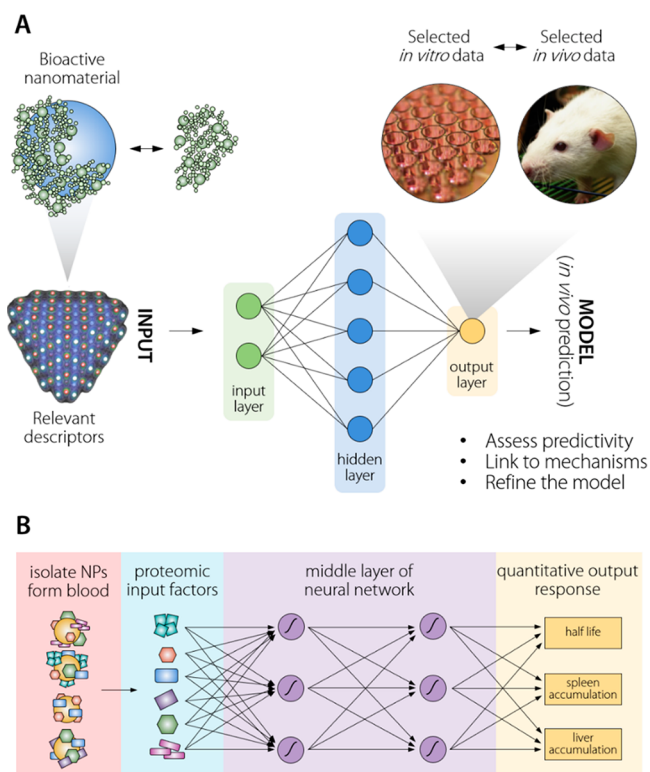 A
Bioactive
nanomaterial
Selected
in vitro data
Selected
in vivo data
INPUT
Relevant
descriptors
input
layer
hidden
layer
output
layer
MODEL
(in vivo prediction)
• Assess predictivity
• Link to mechanisms
• Refine the model
B
isolate NPs
form blood
proteomic
input factors
middle layer of
neural network
quantitative output
response
half life
spleen
accumulation
liver
accumulation